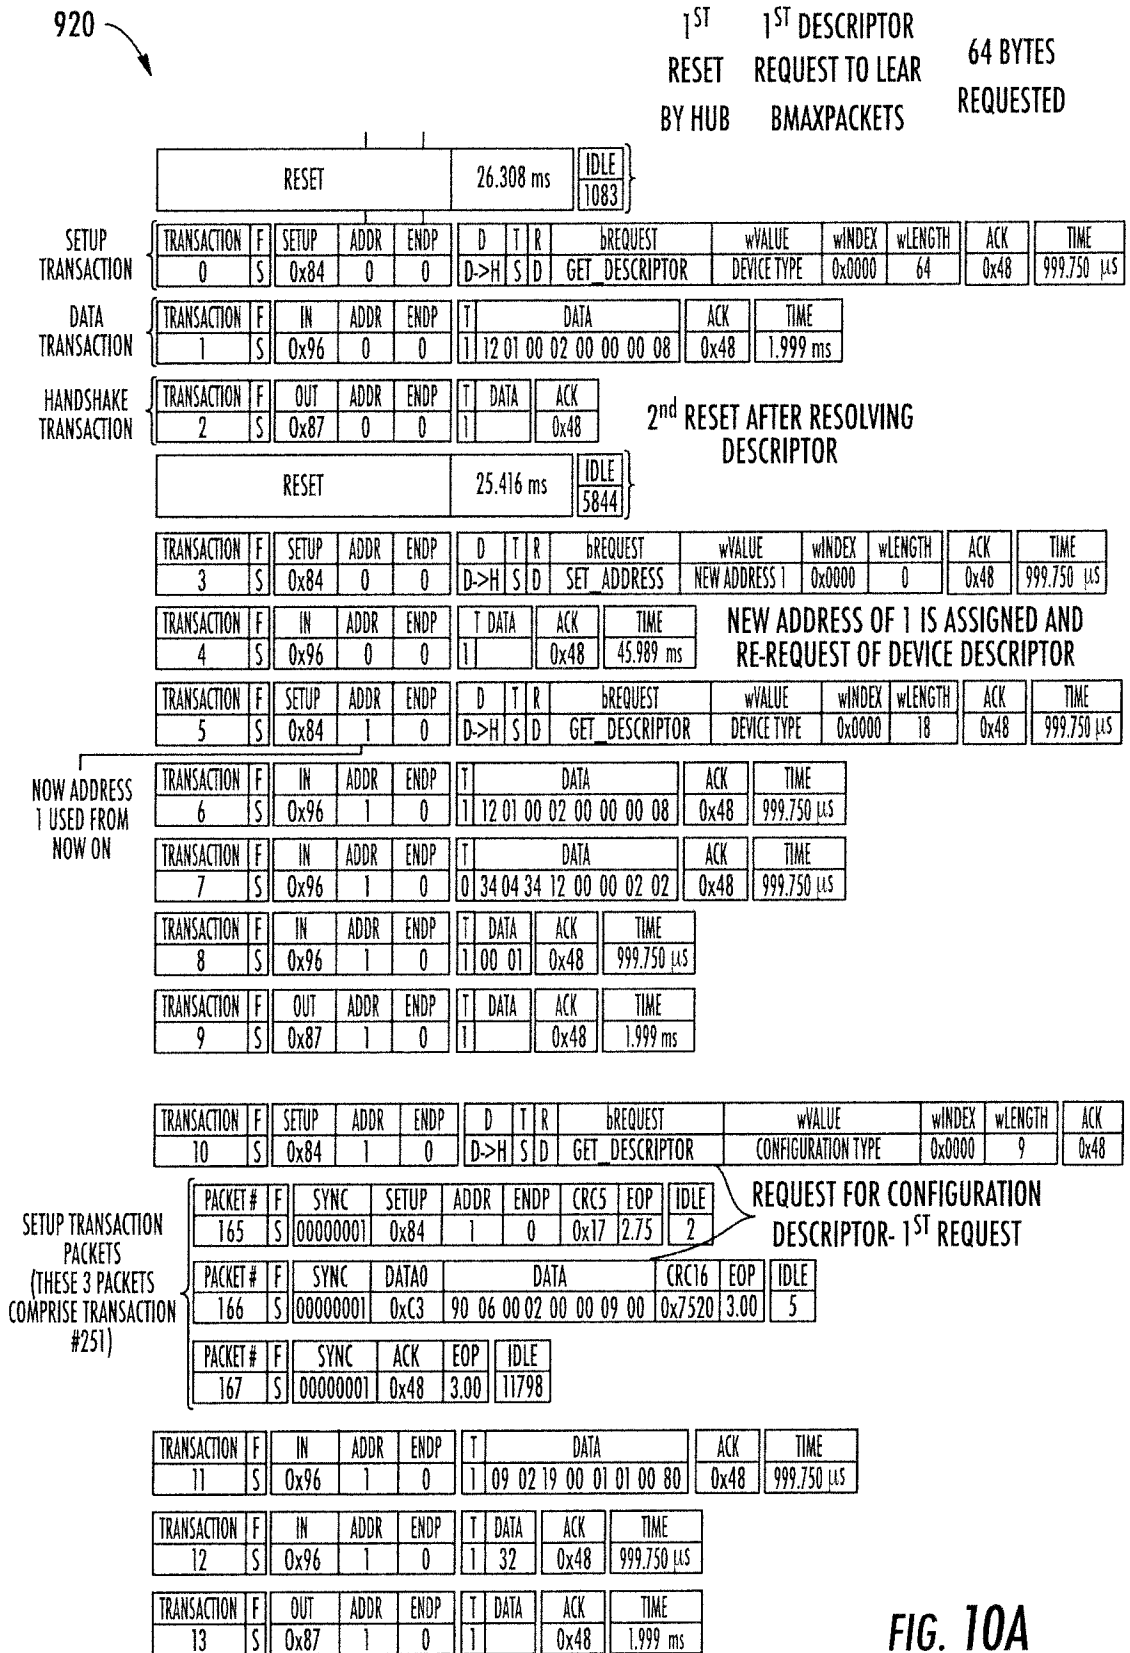 920
1ST 1ST DESCRIPTOR 64 BYTES
RESET REQUEST TO LEAR REQUESTED
BY HUB BMAXPACKETS
RESET 26.308 ms IDLE
1083
SETUP TRANSACTION
TRANSACTION F SETUP ADDR ENDP D T R bREQUEST wVALUE wINDEX wLENGTH ACK TIME
0 S 0x84 0 0 D->H S D GET_DESCRIPTOR DEVICE TYPE 0x0000 64 0x48 999.750 µs
DATA TRANSACTION
TRANSACTION F IN ADDR ENDP T DATA ACK TIME
1 S 0x96 0 0 1 12 01 00 02 00 00 00 08 0x48 1.999 ms
HANDSHAKE TRANSACTION
TRANSACTION F OUT ADDR ENDP T DATA ACK
2 S 0x87 0 0 1 0x48
2nd RESET AFTER RESOLVING
DESCRIPTOR
RESET 25.416 ms IDLE
5844
TRANSACTION F SETUP ADDR ENDP D T R bREQUEST wVALUE wINDEX wLENGTH ACK TIME
3 S 0x84 0 0 D->H S D SET_ADDRESS NEW ADDRESS 1 0x0000 0 0x48 999.750 µs
TRANSACTION F IN ADDR ENDP T DATA ACK TIME
4 S 0x96 0 0 1 0x48 45.989 ms
NEW ADDRESS OF 1 IS ASSIGNED AND
RE-REQUEST OF DEVICE DESCRIPTOR
TRANSACTION F SETUP ADDR ENDP D T R bREQUEST wVALUE wINDEX wLENGTH ACK TIME
5 S 0x84 1 0 D->H S D GET_DESCRIPTOR DEVICE TYPE 0x0000 18 0x48 999.750 µs
NOW ADDRESS
1 USED FROM
NOW ON
TRANSACTION F IN ADDR ENDP T DATA ACK TIME
6 S 0x96 1 0 1 12 01 00 02 00 00 00 08 0x48 999.750 µs
TRANSACTION F IN ADDR ENDP T DATA ACK TIME
7 S 0x96 1 0 0 34 04 34 12 00 00 02 02 0x48 999.750 µs
TRANSACTION F IN ADDR ENDP T DATA ACK TIME
8 S 0x96 1 0 1 00 01 0x48 999.750 µs
TRANSACTION F OUT ADDR ENDP T DATA ACK TIME
9 S 0x87 1 0 1 0x48 1.999 ms
TRANSACTION F SETUP ADDR ENDP D T R bREQUEST wVALUE wINDEX wLENGTH ACK
10 S 0x84 1 0 D->H S D GET_DESCRIPTOR CONFIGURATION TYPE 0x0000 9 0x48
SETUP TRANSACTION
PACKETS
(THESE 3 PACKETS
COMPRISE TRANSACTION
#251)
PACKET # F SYNC SETUP ADDR ENDP CRC5 EOP IDLE
165 S 00000001 0x84 1 0 0x17 2.75 2
REQUEST FOR CONFIGURATION
DESCRIPTOR- 1ST REQUEST
PACKET # F SYNC DATA0 DATA CRC16 EOP IDLE
166 S 00000001 0xC3 90 06 00 02 00 00 09 00 0x7520 3.00 5
PACKET # F SYNC ACK EOP IDLE
167 S 00000001 0x48 3.00 11798
TRANSACTION F IN ADDR ENDP T DATA ACK TIME
11 S 0x96 1 0 1 09 02 19 00 01 01 00 80 0x48 999.750 µs
TRANSACTION F IN ADDR ENDP T DATA ACK TIME
12 S 0x96 1 0 1 32 0x48 999.750 µs
TRANSACTION F OUT ADDR ENDP T DATA ACK TIME
13 S 0x87 1 0 1 0x48 1.999 ms
FIG. 10A